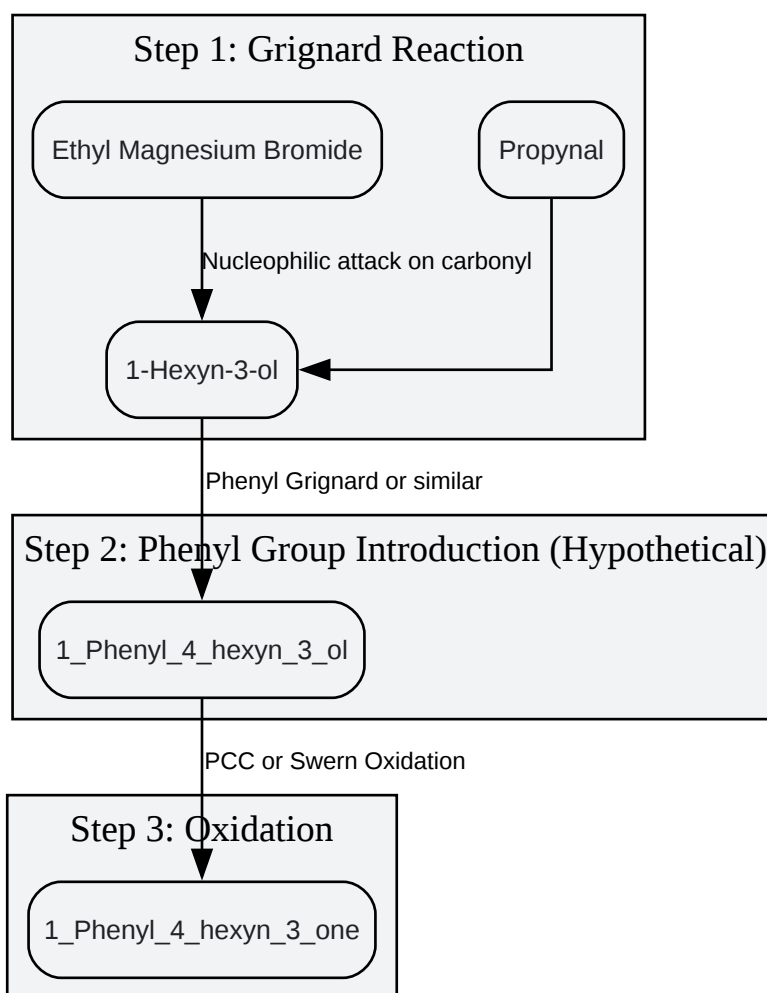 Step 1: Grignard Reaction
Ethyl Magnesium Bromide
Propynal
Nucleophilic attack on carbonyl
1-Hexyn-3-ol
Phenyl Grignard or similar
Step 2: Phenyl Group Introduction (Hypothetical)
1_Phenyl_4_hexyn_3_ol
PCC or Swern Oxidation
Step 3: Oxidation
1_Phenyl_4_hexyn_3_one